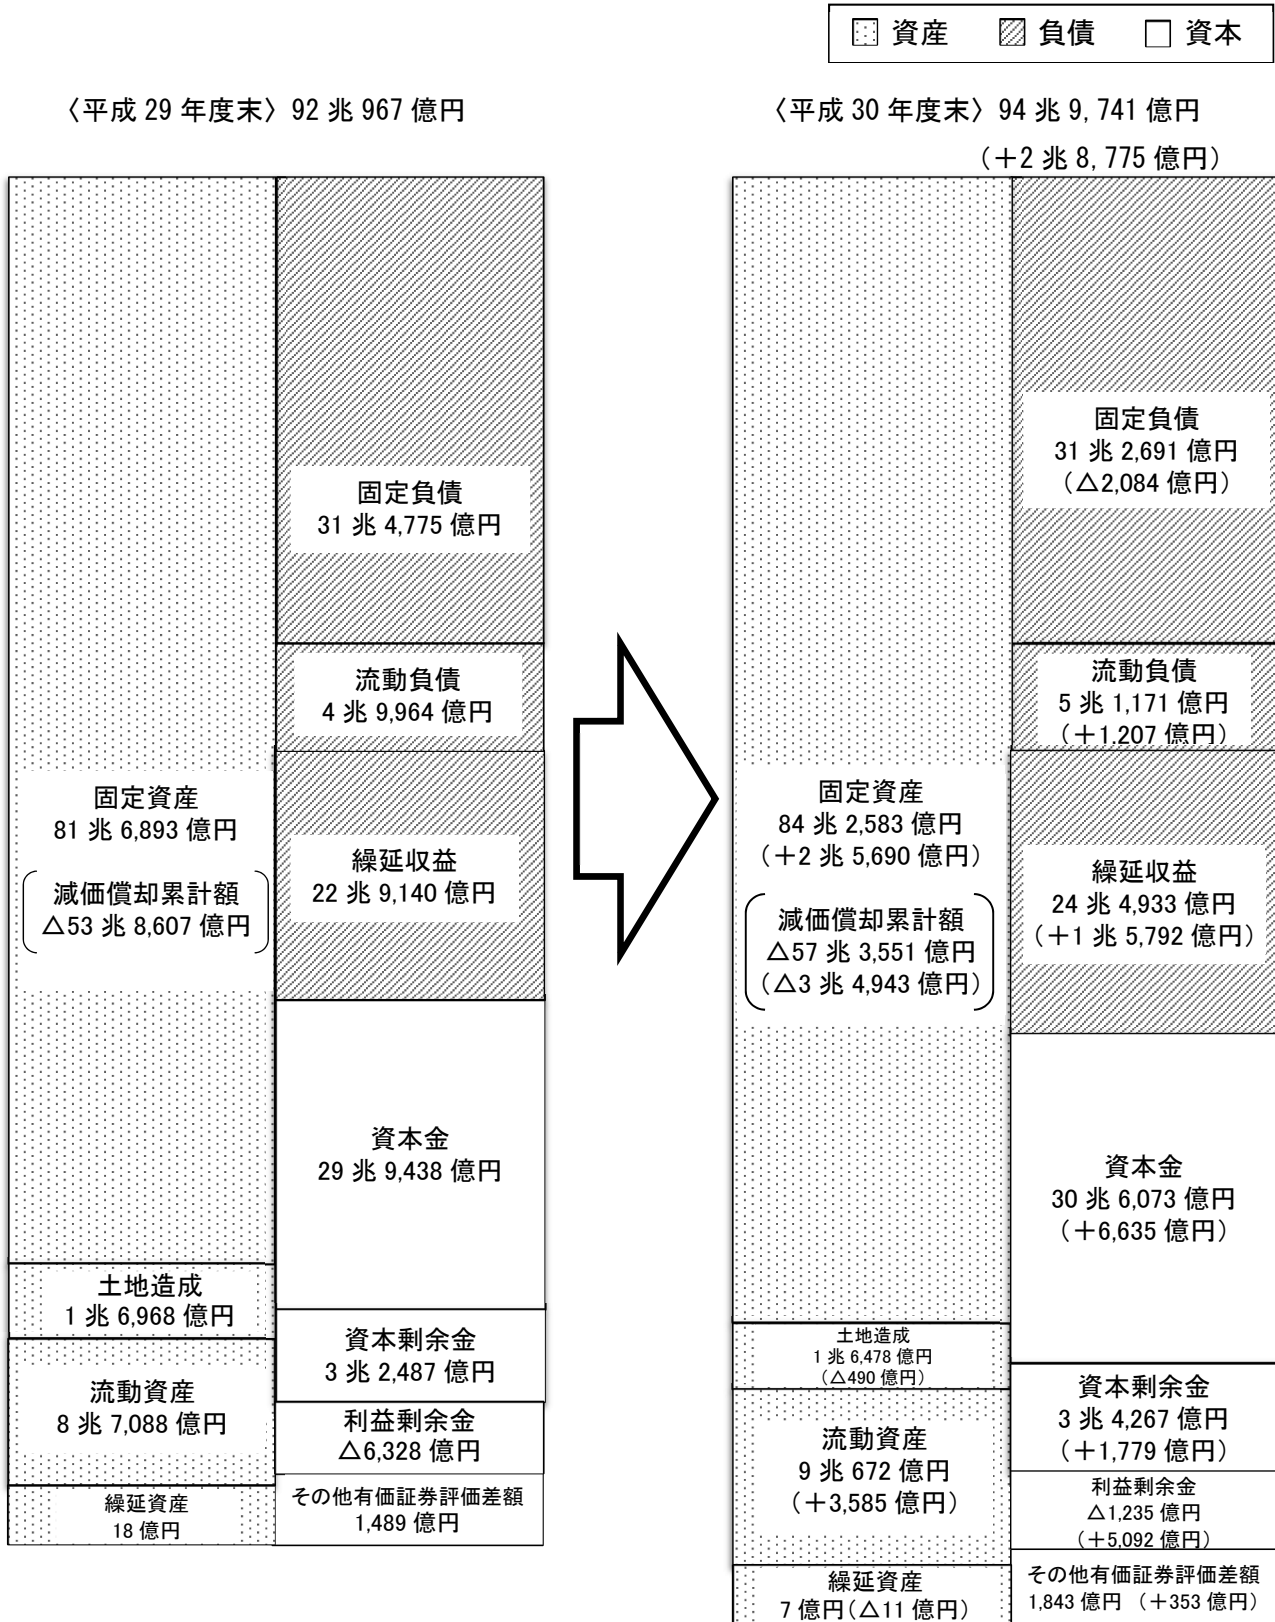 資産 負債 資本
〈平成 29 年度末〉92 兆 967 億円
固定資産
81 兆 6,893 億円
減価償却累計額
△53 兆 8,607 億円
土地造成
1 兆 6,968 億円
流動資産
8 兆 7,088 億円
繰延資産
18 億円
固定負債
31 兆 4,775 億円
流動負債
4 兆 9,964 億円
繰延収益
22 兆 9,140 億円
資本金
29 兆 9,438 億円
資本剰余金
3 兆 2,487 億円
利益剰余金
△6,328 億円
その他有価証券評価差額
1,489 億円
〈平成 30 年度末〉94 兆 9,741 億円
（＋2 兆 8,775 億円）
固定資産
84 兆 2,583 億円
（＋2 兆 5,690 億円）
減価償却累計額
△57 兆 3,551 億円
（△3 兆 4,943 億円）
土地造成
1 兆 6,478 億円
（△490 億円）
流動資産
9 兆 672 億円
（＋3,585 億円）
繰延資産
7 億円（△11 億円）
固定負債
31 兆 2,691 億円
（△2,084 億円）
流動負債
5 兆 1,171 億円
（＋1,207 億円）
繰延収益
24 兆 4,933 億円
（＋1 兆 5,792 億円）
資本金
30 兆 6,073 億円
（＋6,635 億円）
資本剰余金
3 兆 4,267 億円
（＋1,779 億円）
利益剰余金
△1,235 億円
（＋5,092 億円）
その他有価証券評価差額
1,843 億円 （＋353 億円）